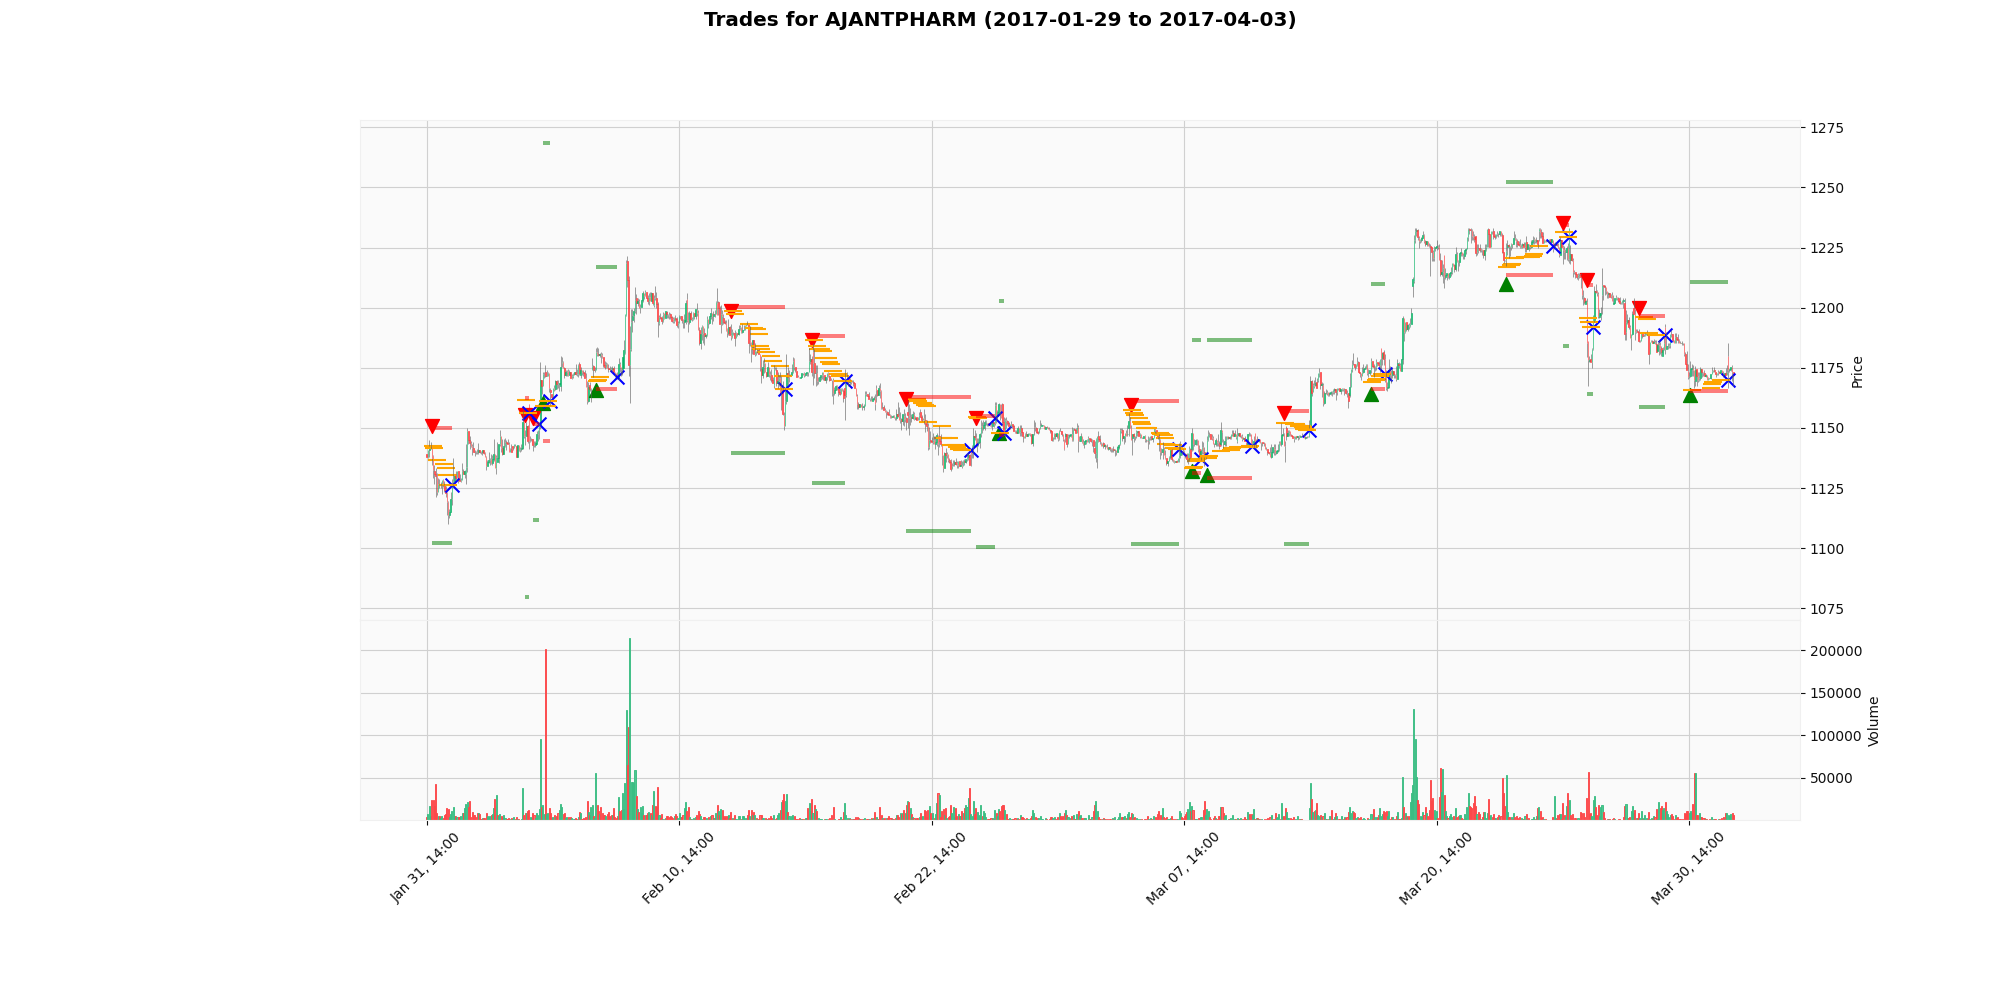 Trades for AJANTPHARM (2017-01-29 to 2017-04-03)
1275
1250
1225
1200
1175
1150
1125
1100
1075
Price
200000
150000
100000
50000
Volume
Jan 31, 14:00
Feb 10, 14:00
Feb 22, 14:00
Mar 07, 14:00
Mar 20, 14:00
Mar 30, 14:00